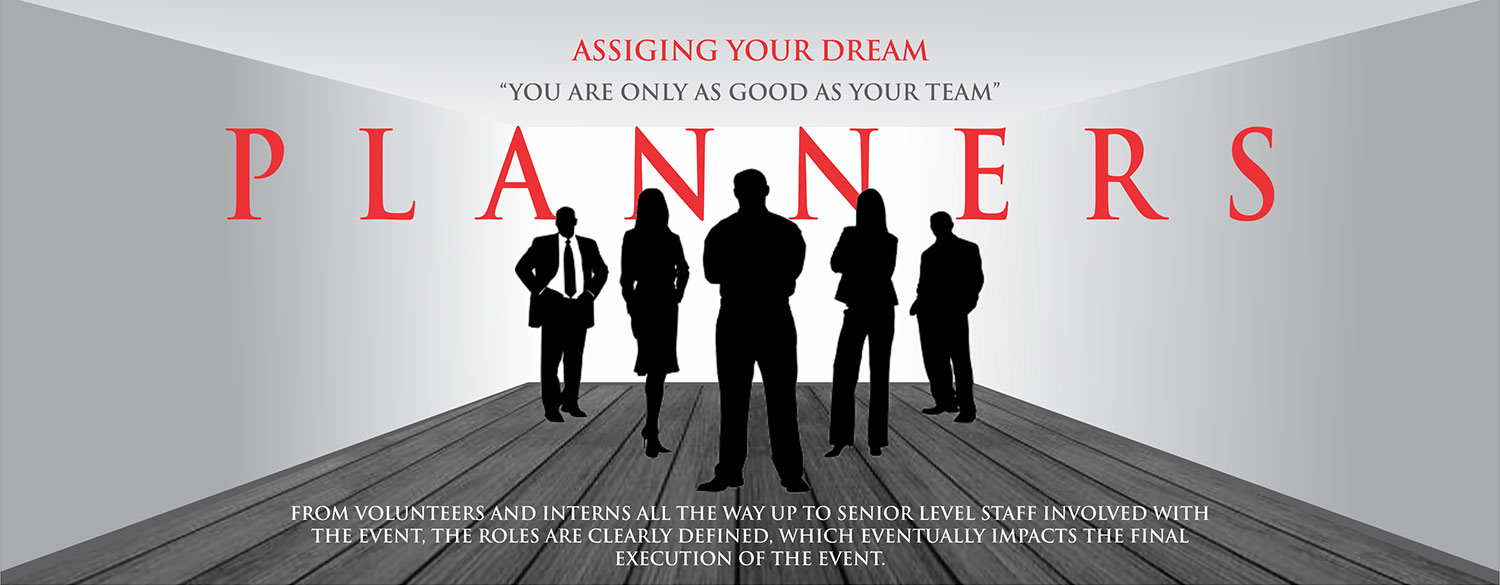 ASSIGING YOUR DREAM
“YOU ARE ONLY AS GOOD AS YOUR TEAM”
PLANNERS
FROM VOLUNTEERS AND INTERNS ALL THE WAY UP TO SENIOR LEVEL STAFF INVOLVED WITH
THE EVENT, THE ROLES ARE CLEARLY DEFINED, WHICH EVENTUALLY IMPACTS THE FINAL
EXECUTION OF THE EVENT.